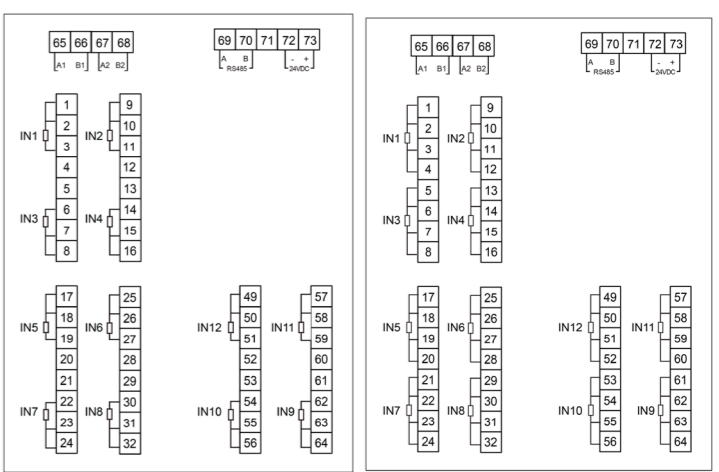 65 66 67 68
A1 B1 A2 B2
69 70 71 72 73
A B - +
RS485 24VDC
IN1
1
2
3
4
5
6
7
8
IN3
IN2
9
10
11
12
13
14
15
16
IN4
IN5
17
18
19
20
21
22
23
24
IN7
IN6
25
26
27
28
29
30
31
32
IN8
IN12
49
50
51
52
53
54
55
56
IN10
IN11
57
58
59
60
61
62
63
64
IN9
65 66 67 68
A1 B1 A2 B2
69 70 71 72 73
A B - +
RS485 24VDC
IN1
1
2
3
4
5
6
7
8
IN3
IN2
9
10
11
12
13
14
15
16
IN4
IN5
17
18
19
20
21
22
23
24
IN7
IN6
25
26
27
28
29
30
31
32
IN8
IN12
49
50
51
52
53
54
55
56
IN10
IN11
57
58
59
60
61
62
63
64
IN9